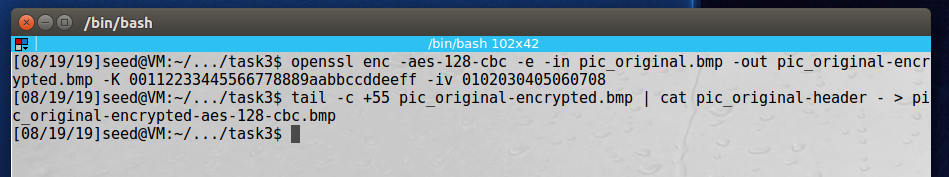 /bin/bash
/bin/bash 102x42
[08/19/19]seed@VM:~/.../task3$ openssl enc -aes-128-cbc -e -in pic_original.bmp -out pic_original-encr
ypted.bmp -K 00112233445566778889aabbccddeeff -iv 0102030405060708
[08/19/19]seed@VM:~/.../task3$ tail -c +55 pic_original-encrypted.bmp | cat pic_original-header - > pi
c_original-encrypted-aes-128-cbc.bmp
[08/19/19]seed@VM:~/.../task3$